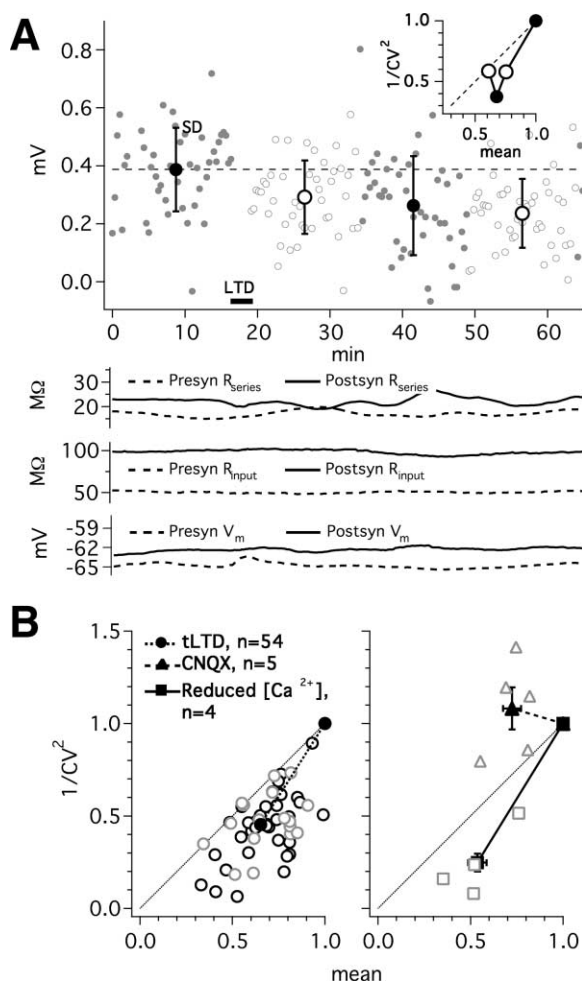 A
0.8
0.6
0.4
0.2
0.0
mV
SD
LTD
0 10 20 30 40 50 60
min
1/CV2
1.0
0.5
0.5 1.0
mean
Presyn Rseries Postsyn Rseries
30
20
MΩ
100
50
MΩ
Presyn Rinput Postsyn Rinput
Presyn Vm Postsyn Vm
-59
-62
-65
mV
B
1.5
1.0
0.5
0.0
1/CV2
tLTD, n=54
CNQX, n=5
Reduced [Ca 2+],
n=4
0.0 0.5 1.0
0.0 0.5 1.0
mean